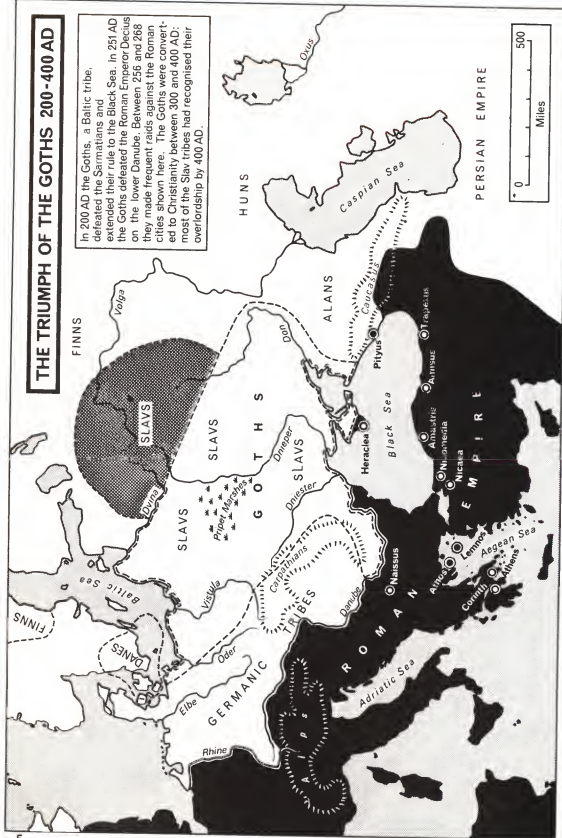 THE TRIUMPH OF THE GOTHS 200-400 AD
In 200 AD the Goths, a Baltic tribe,
defeated the Sarmatians and
extended their rule to the Black Sea. In 251 AD
the Goths defeated the Roman Emperor Decius
on the lower Danube. Between 256 and 268
they made frequent raids against the Roman
cities shown here. The Goths were convert-
ed to Christianity between 300 and 400 AD:
most of the Slav tribes had recognised their
overlordship by 400 AD.
FINNS
FINNS
Volga
HUNS
Oxus
Baltic Sea
DANES
SLAVS
Dvina
SLAVS
SLAVS
Pripet Marshes
GOTHS
Don
Vistula
Dnieper
SLAVS
Dniester
ALANS
Caspian Sea
Caucasus
Elbe
Oder
GERMANIC
TRIBES
Carpathians
Rhine
Danube
Heraclea
Pityus
Black Sea
Alps
Naissus
ROMAN
EMPIRE
Trapezus
Amisus
Amastris
Nicomedia
Nicaea
Adriatic Sea
Athos
Lemnos
Aegean Sea
Corinth
Athens
PERSIAN EMPIRE
0
500
Miles
5